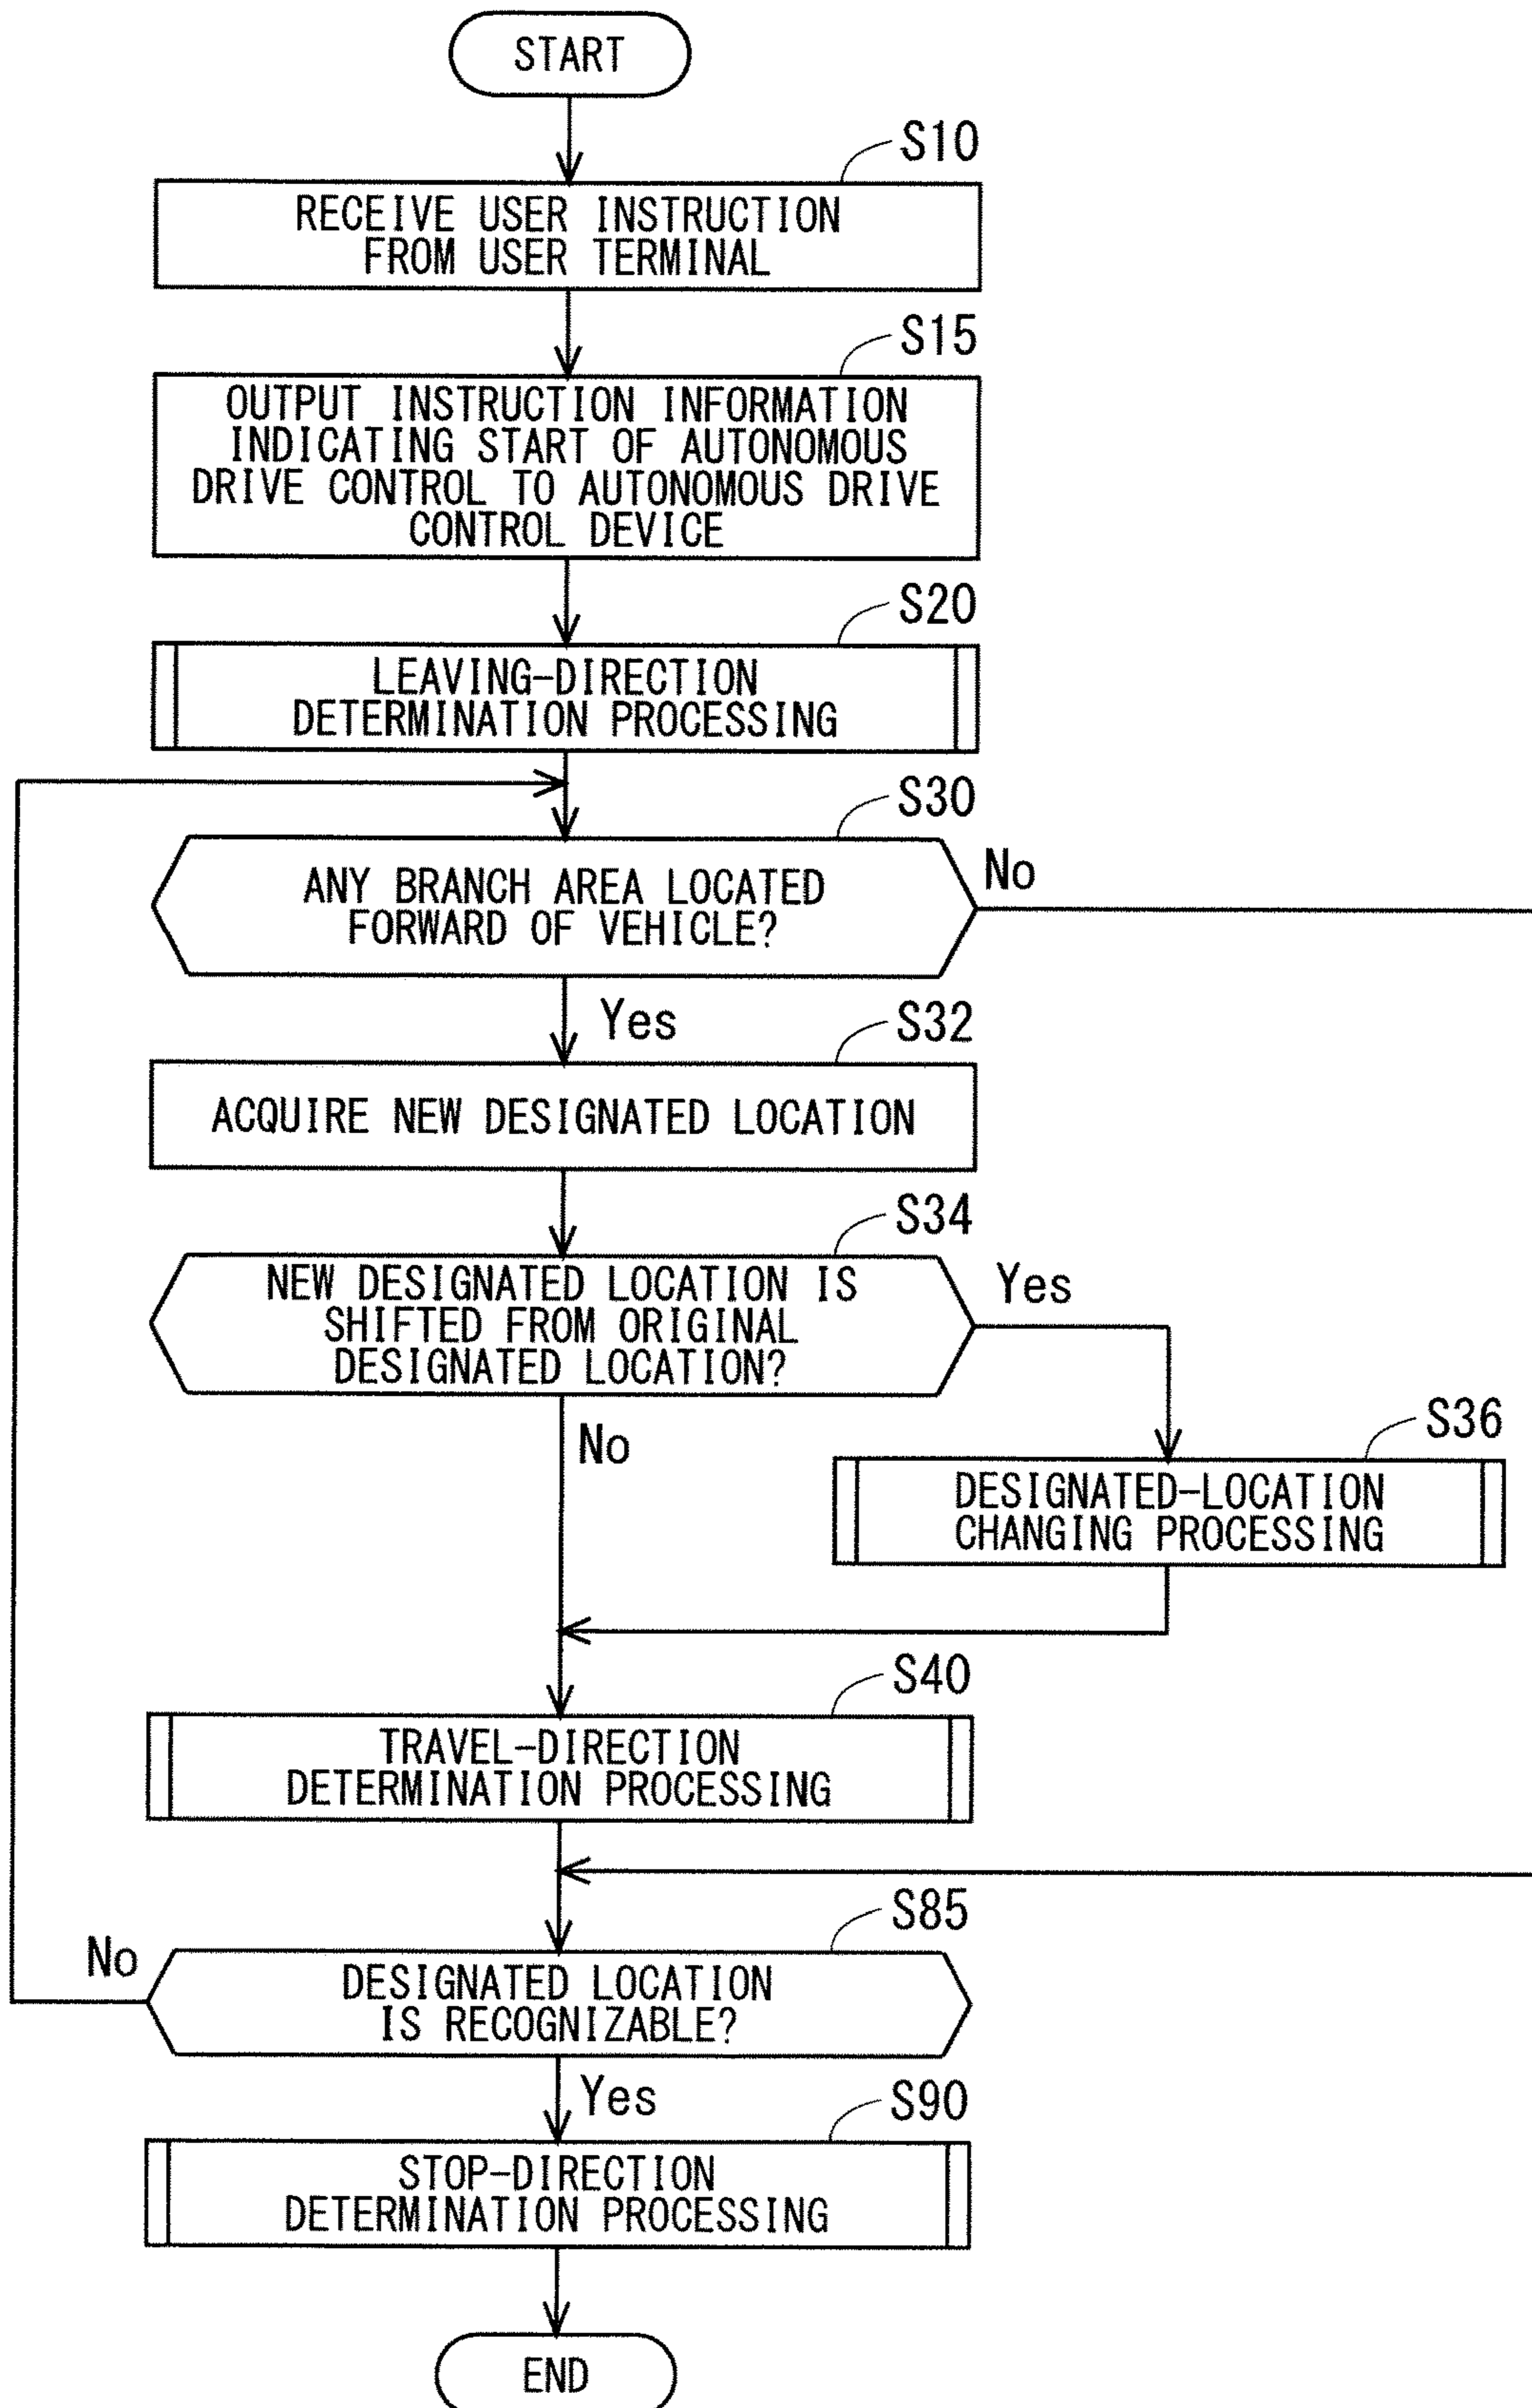 START
S10
RECEIVE USER INSTRUCTION
FROM USER TERMINAL
S15
OUTPUT INSTRUCTION INFORMATION
INDICATING START OF AUTONOMOUS
DRIVE CONTROL TO AUTONOMOUS DRIVE
CONTROL DEVICE
S20
LEAVING-DIRECTION
DETERMINATION PROCESSING
S30
ANY BRANCH AREA LOCATED
FORWARD OF VEHICLE?
No
Yes
S32
ACQUIRE NEW DESIGNATED LOCATION
S34
NEW DESIGNATED LOCATION IS
SHIFTED FROM ORIGINAL
DESIGNATED LOCATION?
Yes
No
S36
DESIGNATED-LOCATION
CHANGING PROCESSING
S40
TRAVEL-DIRECTION
DETERMINATION PROCESSING
S85
No
DESIGNATED LOCATION
IS RECOGNIZABLE?
Yes
S90
STOP-DIRECTION
DETERMINATION PROCESSING
END